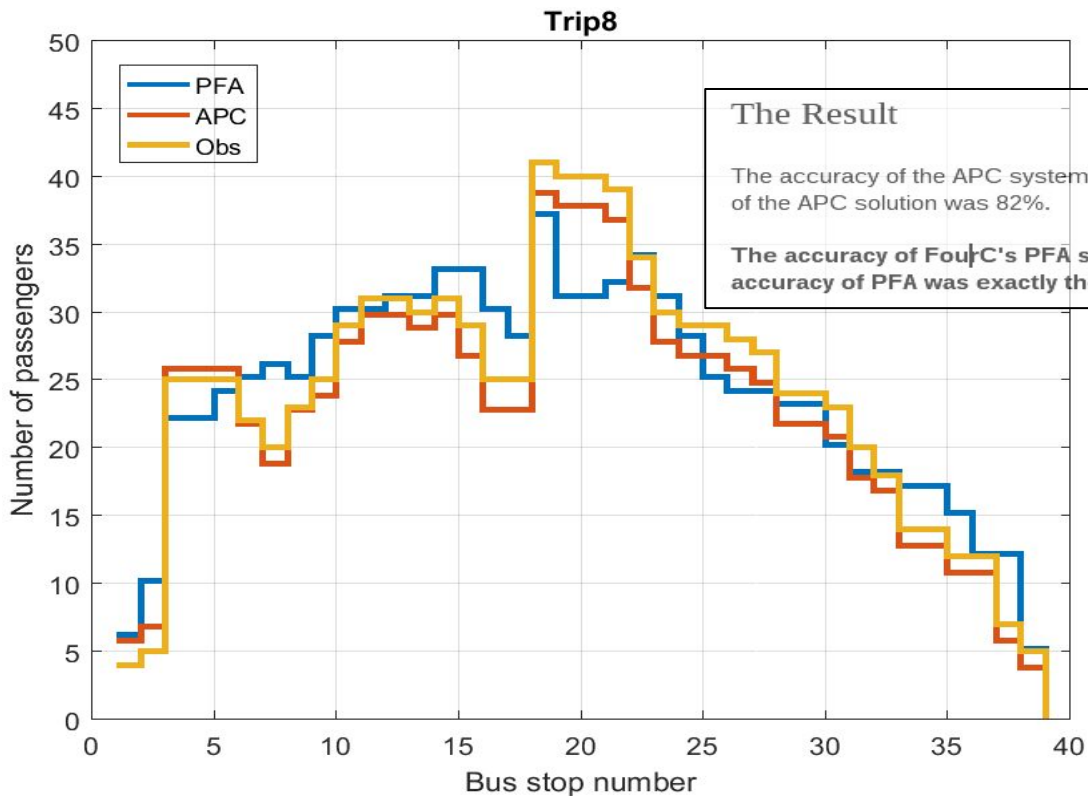 Trip8
50
45
40
35
30
25
20
15
10
5
0
Number of passengers
PFA
APC
Obs
The Result
The accuracy of the APC system
of the APC solution was 82%.
The accuracy of FourC's PFA s
accuracy of PFA was exactly th
0 5 10 15 20 25 30 35 40
Bus stop number